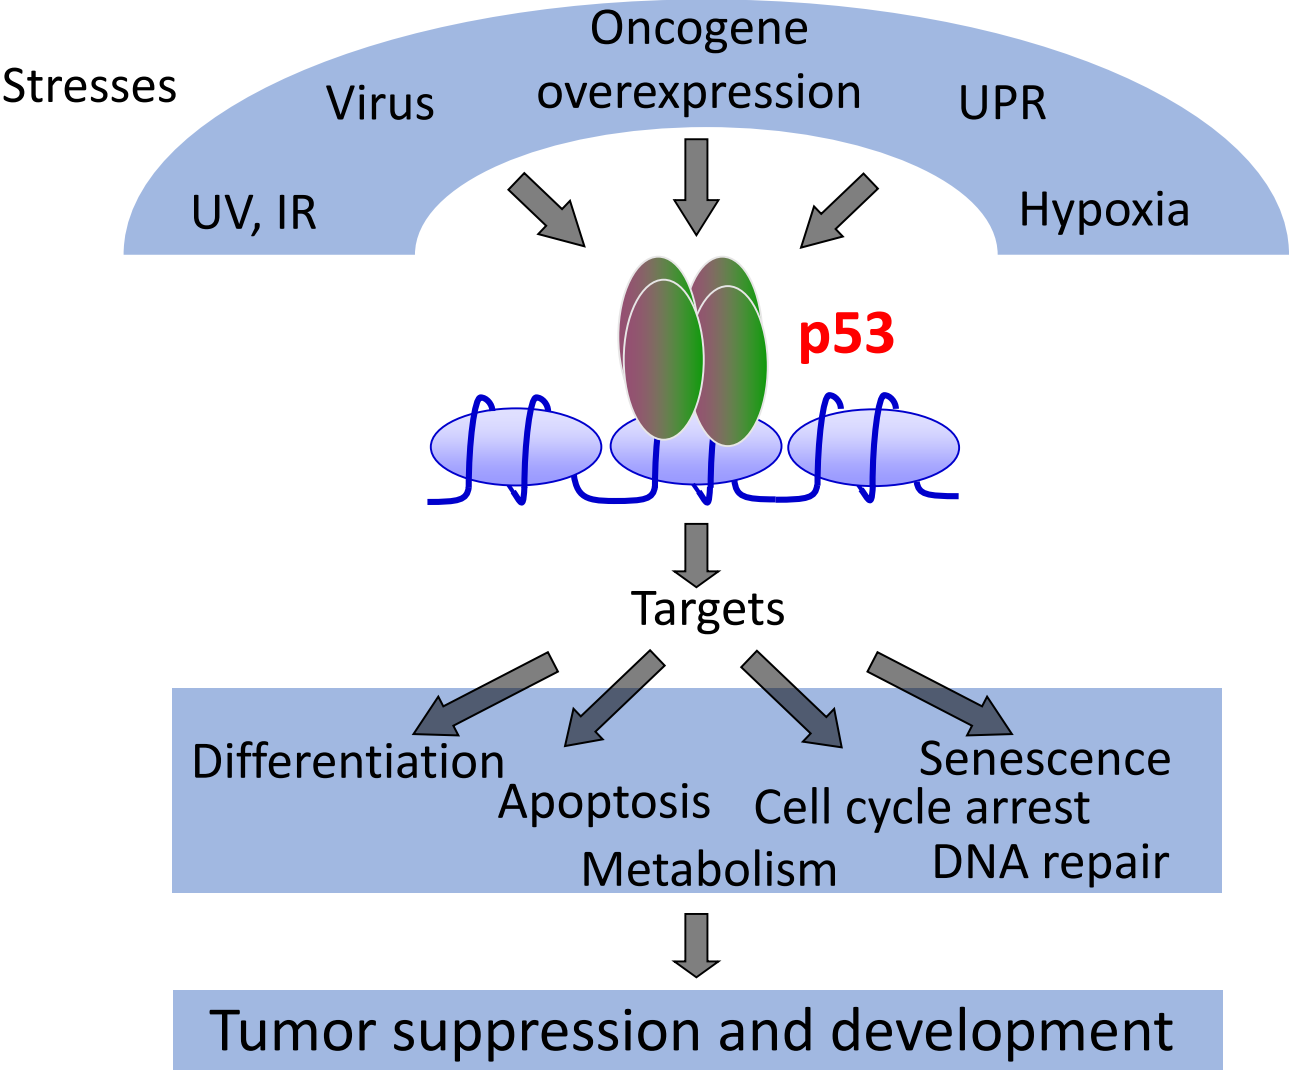 Stresses
Oncogene
overexpression
Virus
UPR
UV, IR
Hypoxia
p53
Targets
Differentiation
Senescence
Apoptosis
Cell cycle arrest
Metabolism
DNA repair
Tumor suppression and development